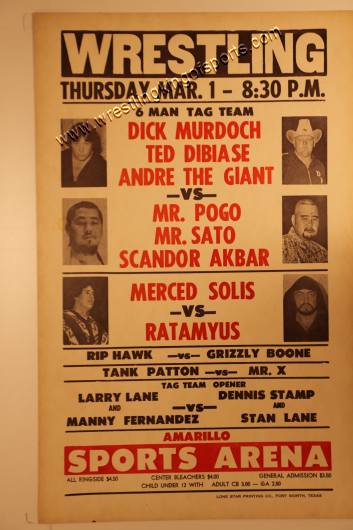 WRESTLING
THURSDAY MAR. 1 - 8:30 P.M.
www.wrestlingwingofsports.com
6 MAN TAG TEAM
DICK MURDOCH
TED DIBIASE
ANDRE THE GIANT
—VS—
MR. POGO
MR. SATO
SCANDOR AKBAR
MERCED SOLIS
—VS—
RATAMYUS
RIP HAWK —vs— GRIZZLY BOONE
TANK PATTON —vs— MR. X
TAG TEAM OPENER
LARRY LANE DENNIS STAMP
AND —VS— AND
MANNY FERNANDEZ STAN LANE
AMARILLO
SPORTS ARENA
ALL RINGSIDE $4.50 CENTER BLEACHERS $4.00 GENERAL ADMISSION $3.50
CHILD UNDER 12 WITH ADULT CB 3.00 — GA 2.50
LONE STAR PRINTING CO., FORT WORTH, TEXAS